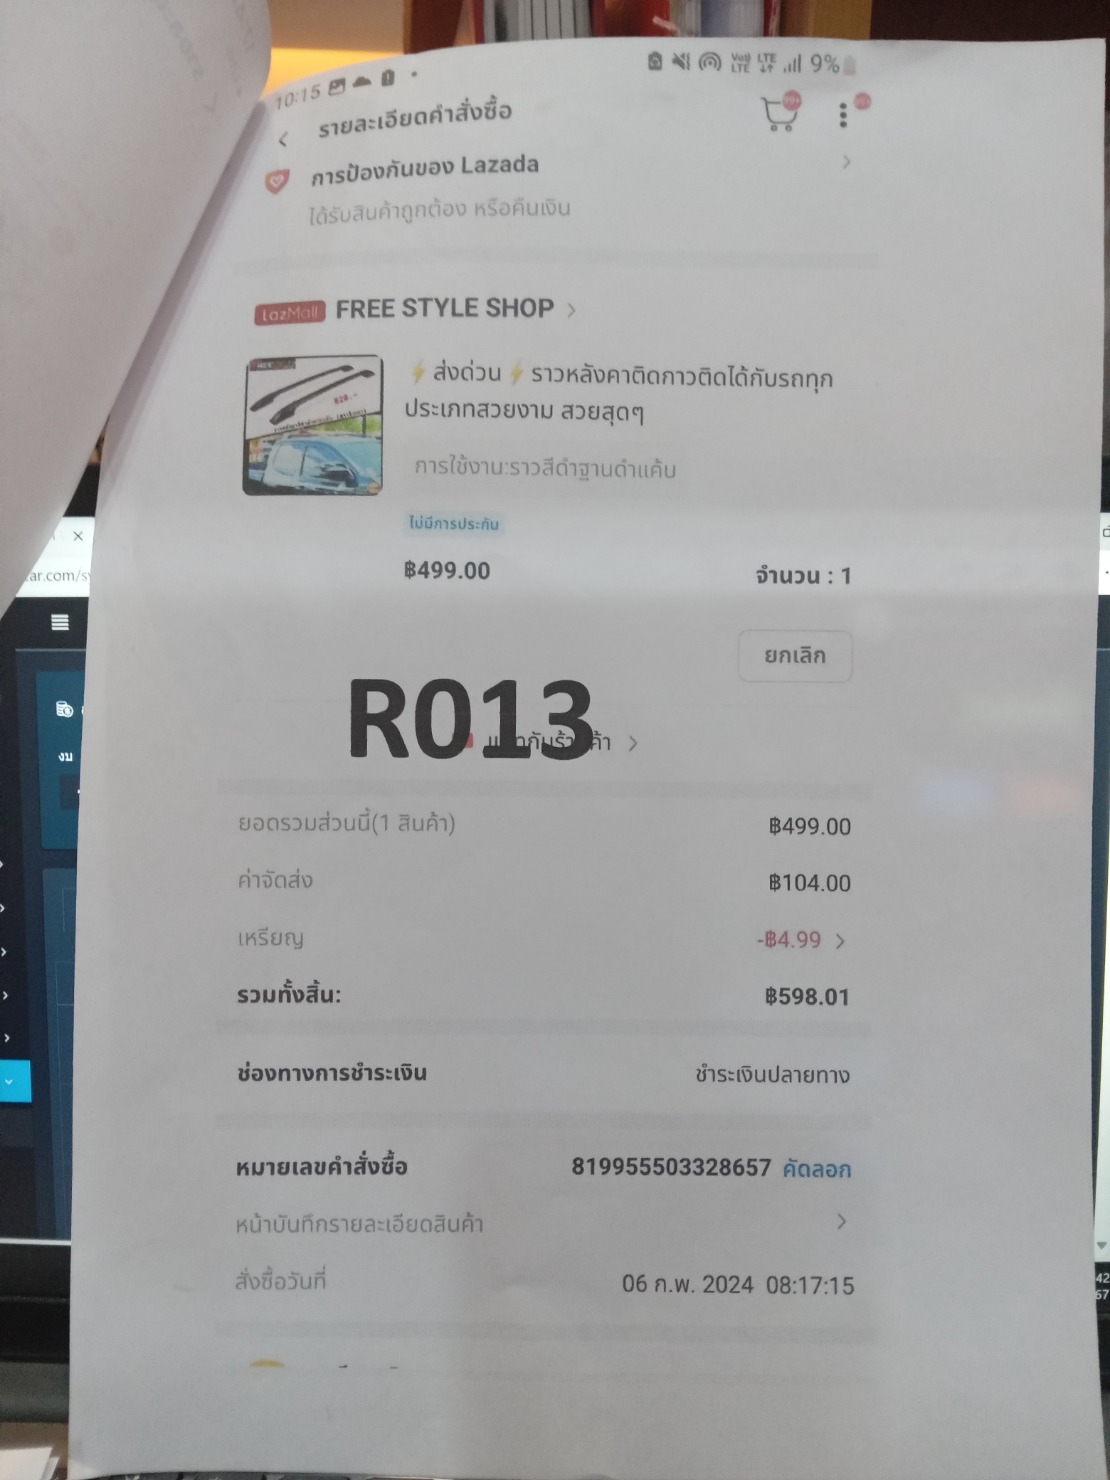 10:15
9%
รายละเอียดคำสั่งซื้อ
99+
การป้องกันของ Lazada
ได้รับสินค้าถูกต้อง หรือคืนเงิน
LazMall FREE STYLE SHOP
⚡ส่งด่วน⚡ราวหลังคาติดกาวติดได้กับรถทุก
ประเภทสวยงาม สวยสุดๆ
การใช้งาน:ราวสีดำฐานดำแค้บ
ไม่มีการประกัน
฿499.00 จำนวน : 1
ยกเลิก
R013
ยอดรวมส่วนนี้(1 สินค้า) ฿499.00
ค่าจัดส่ง ฿104.00
เหรียญ -฿4.99
รวมทั้งสิ้น: ฿598.01
ช่องทางการชำระเงิน ชำระเงินปลายทาง
หมายเลขคำสั่งซื้อ 819955503328657 คัดลอก
หน้าบันทึกรายละเอียดสินค้า
สั่งซื้อวันที่ 06 ก.พ. 2024 08:17:15